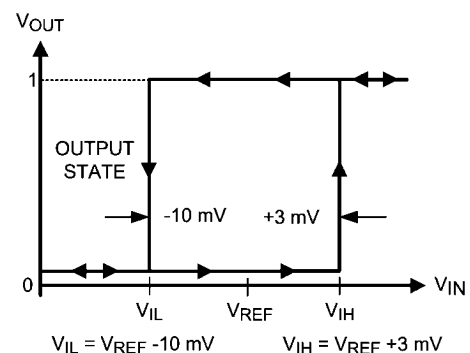 VOUT
1
OUTPUT
STATE
-10 mV
+3 mV
0
VIN
VIL
VREF
VIH
VIL = VREF -10 mV
VIH = VREF +3 mV